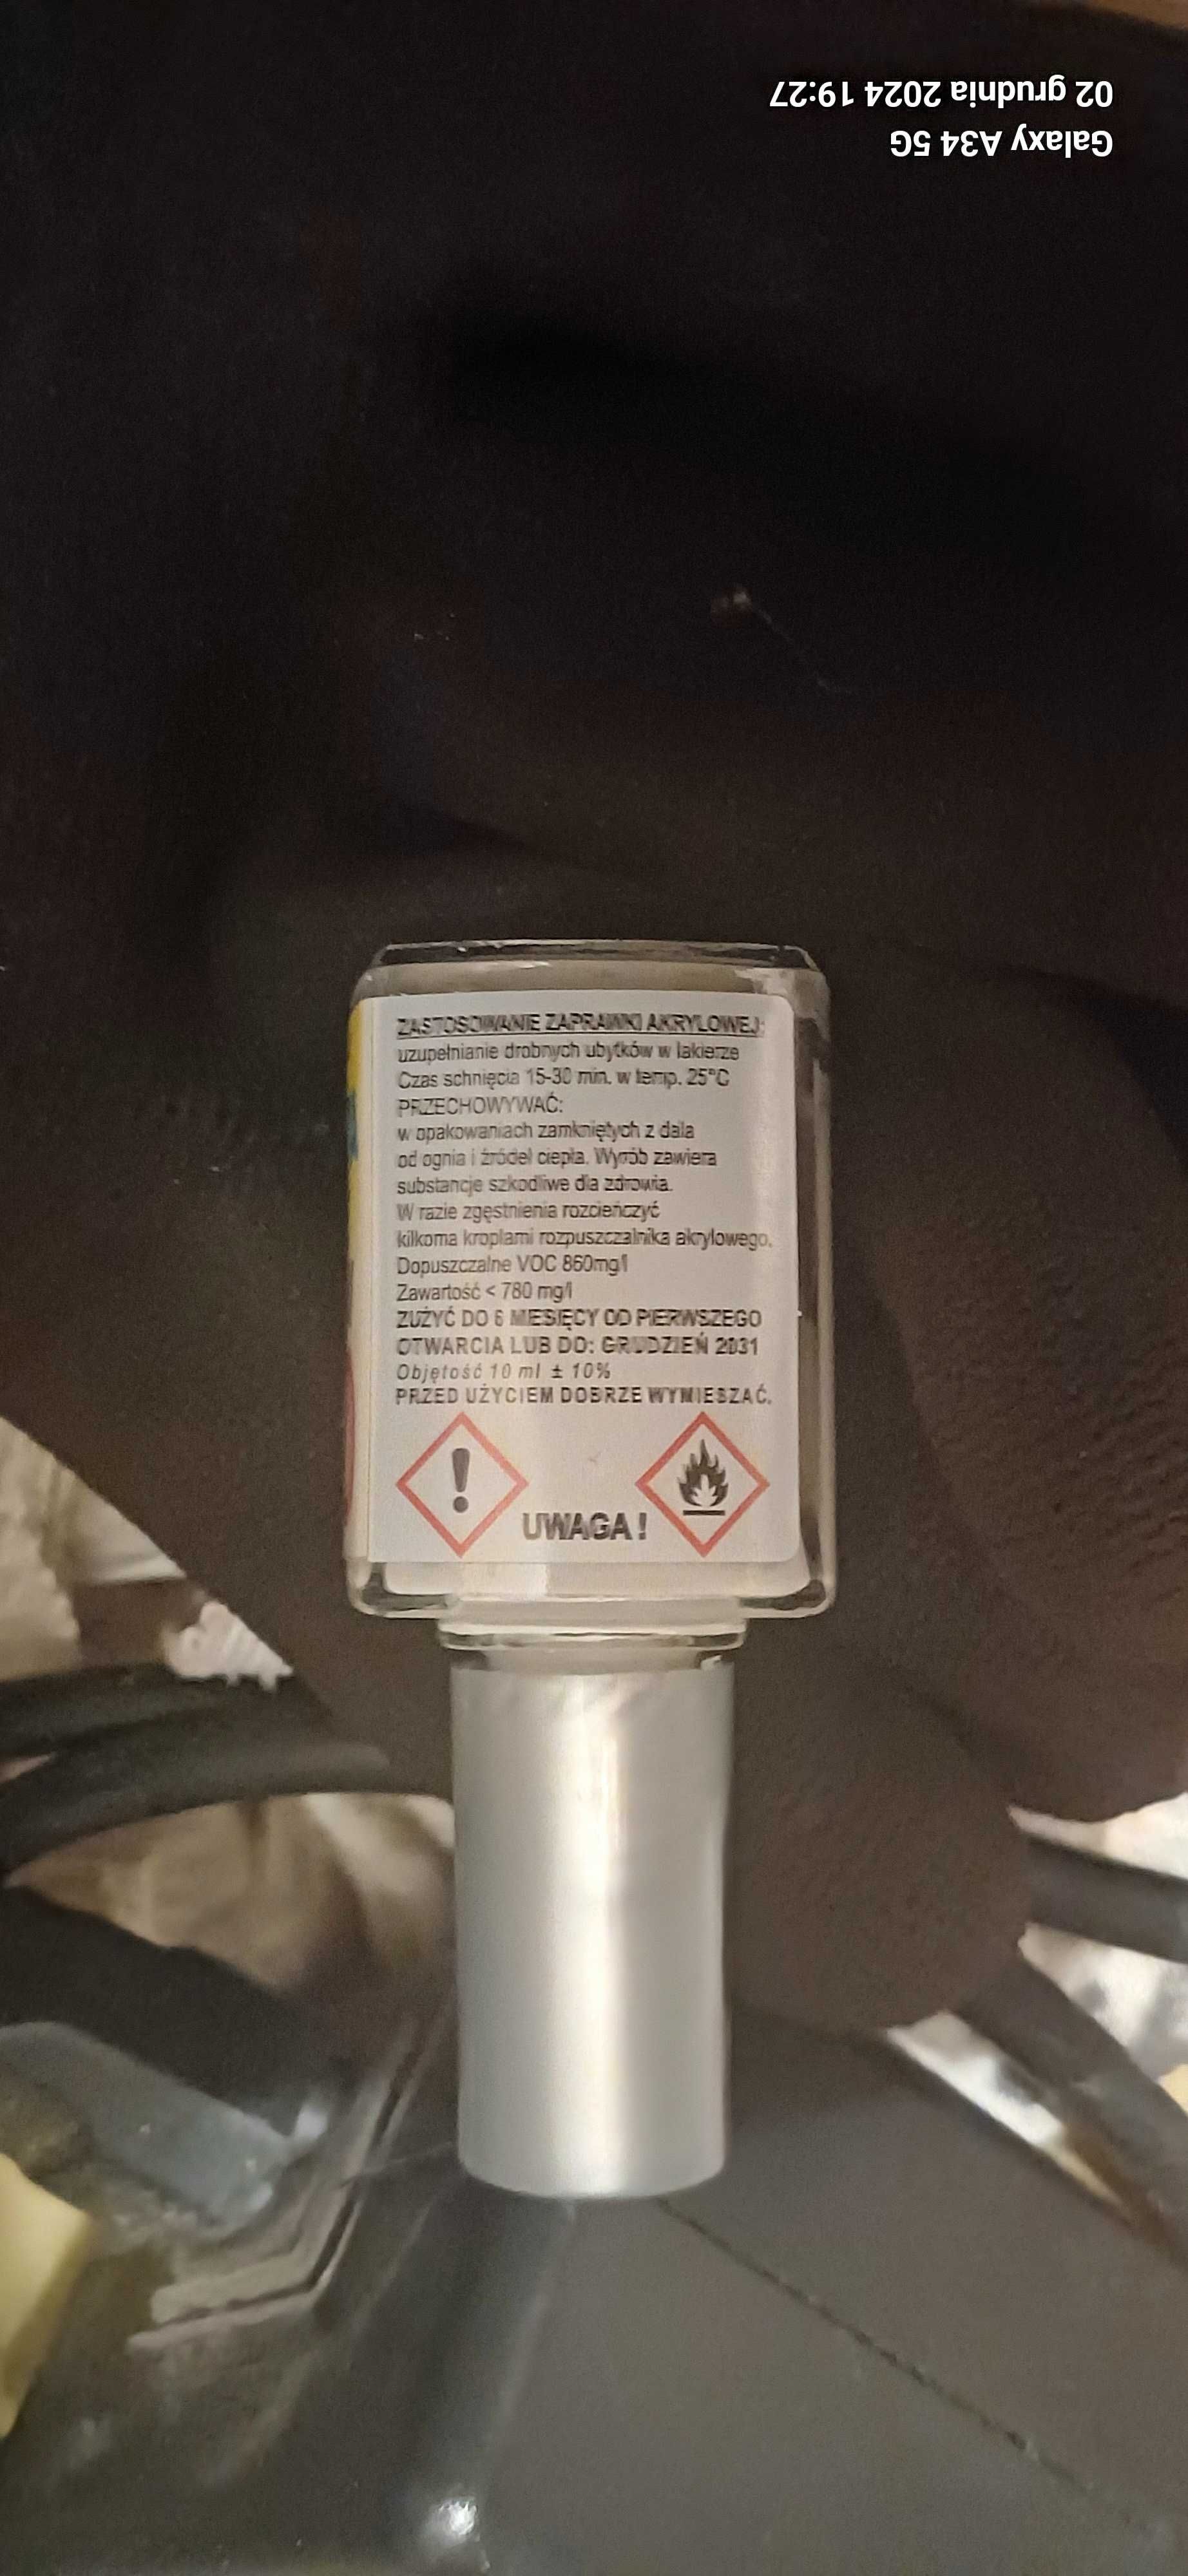 Galaxy A34 5G
02 grudnia 2024 19:27
ZASTOSOWANIE ZAPRAWKI AKRYLOWEJ:
uzupełnianie drobnych ubytków w lakierze
Czas schnięcia 15-30 min. w temp. 25°C
PRZECHOWYWAĆ:
w opakowaniach zamkniętych z dala
od ognia i źródeł ciepła. Wyrób zawiera
substancje szkodliwe dla zdrowia.
W razie zgęstnienia rozcieńczyć
kilkoma kroplami rozpuszczalnika akrylowego.
Dopuszczalne VOC 860mg/l
Zawartość < 780 mg/l
ZUŻYĆ DO 6 MIESIĘCY OD PIERWSZEGO
OTWARCIA LUB DO: GRUDZIEŃ 2031
Objętość 10 ml ± 10%
PRZED UŻYCIEM DOBRZE WYMIESZAĆ.
UWAGA !